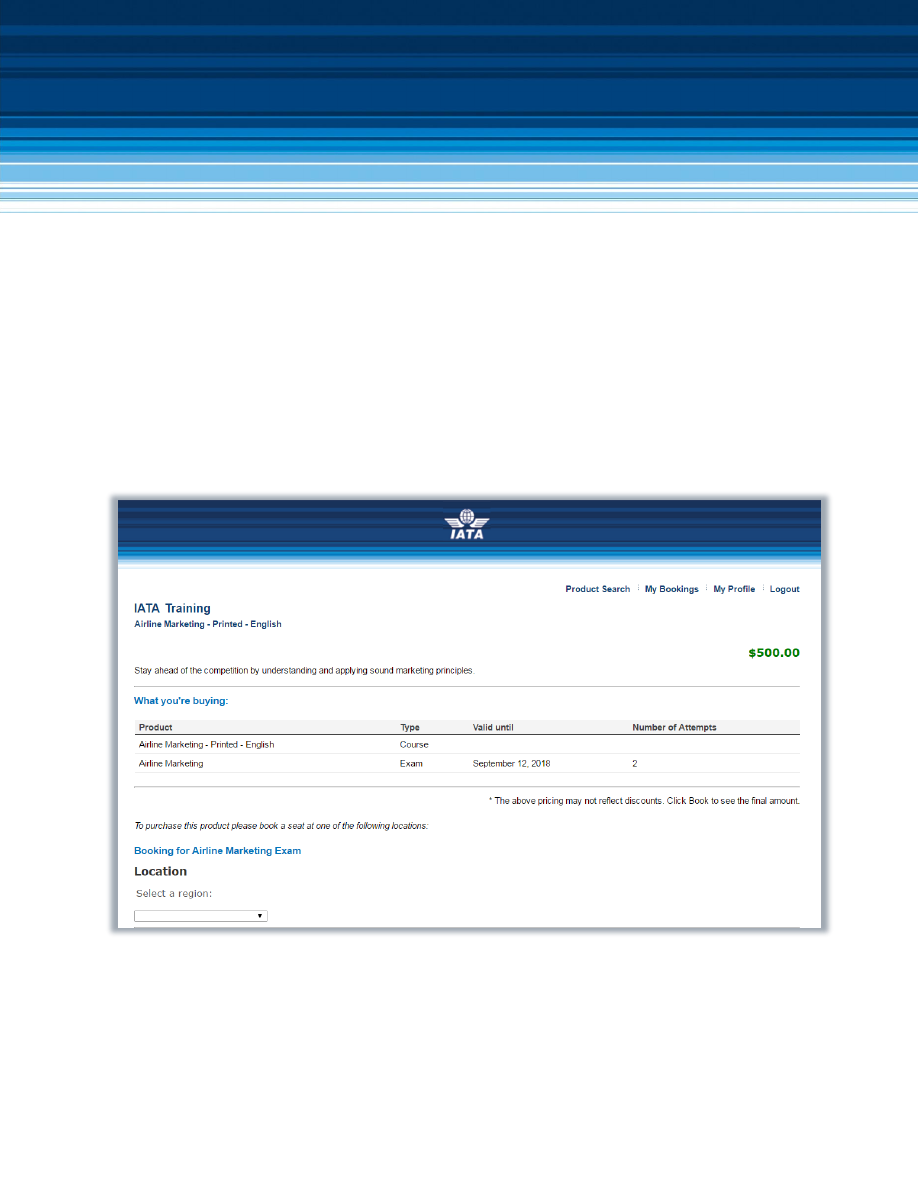 IATA
Product Search My Bookings My Profile Logout
IATA Training
Airline Marketing - Printed - English
$500.00
Stay ahead of the competition by understanding and applying sound marketing principles.
What you're buying:
Product Type Valid until Number of Attempts
Airline Marketing - Printed - English Course
Airline Marketing Exam September 12, 2018 2
* The above pricing may not reflect discounts. Click Book to see the final amount.
To purchase this product please book a seat at one of the following locations:
Booking for Airline Marketing Exam
Location
Select a region: